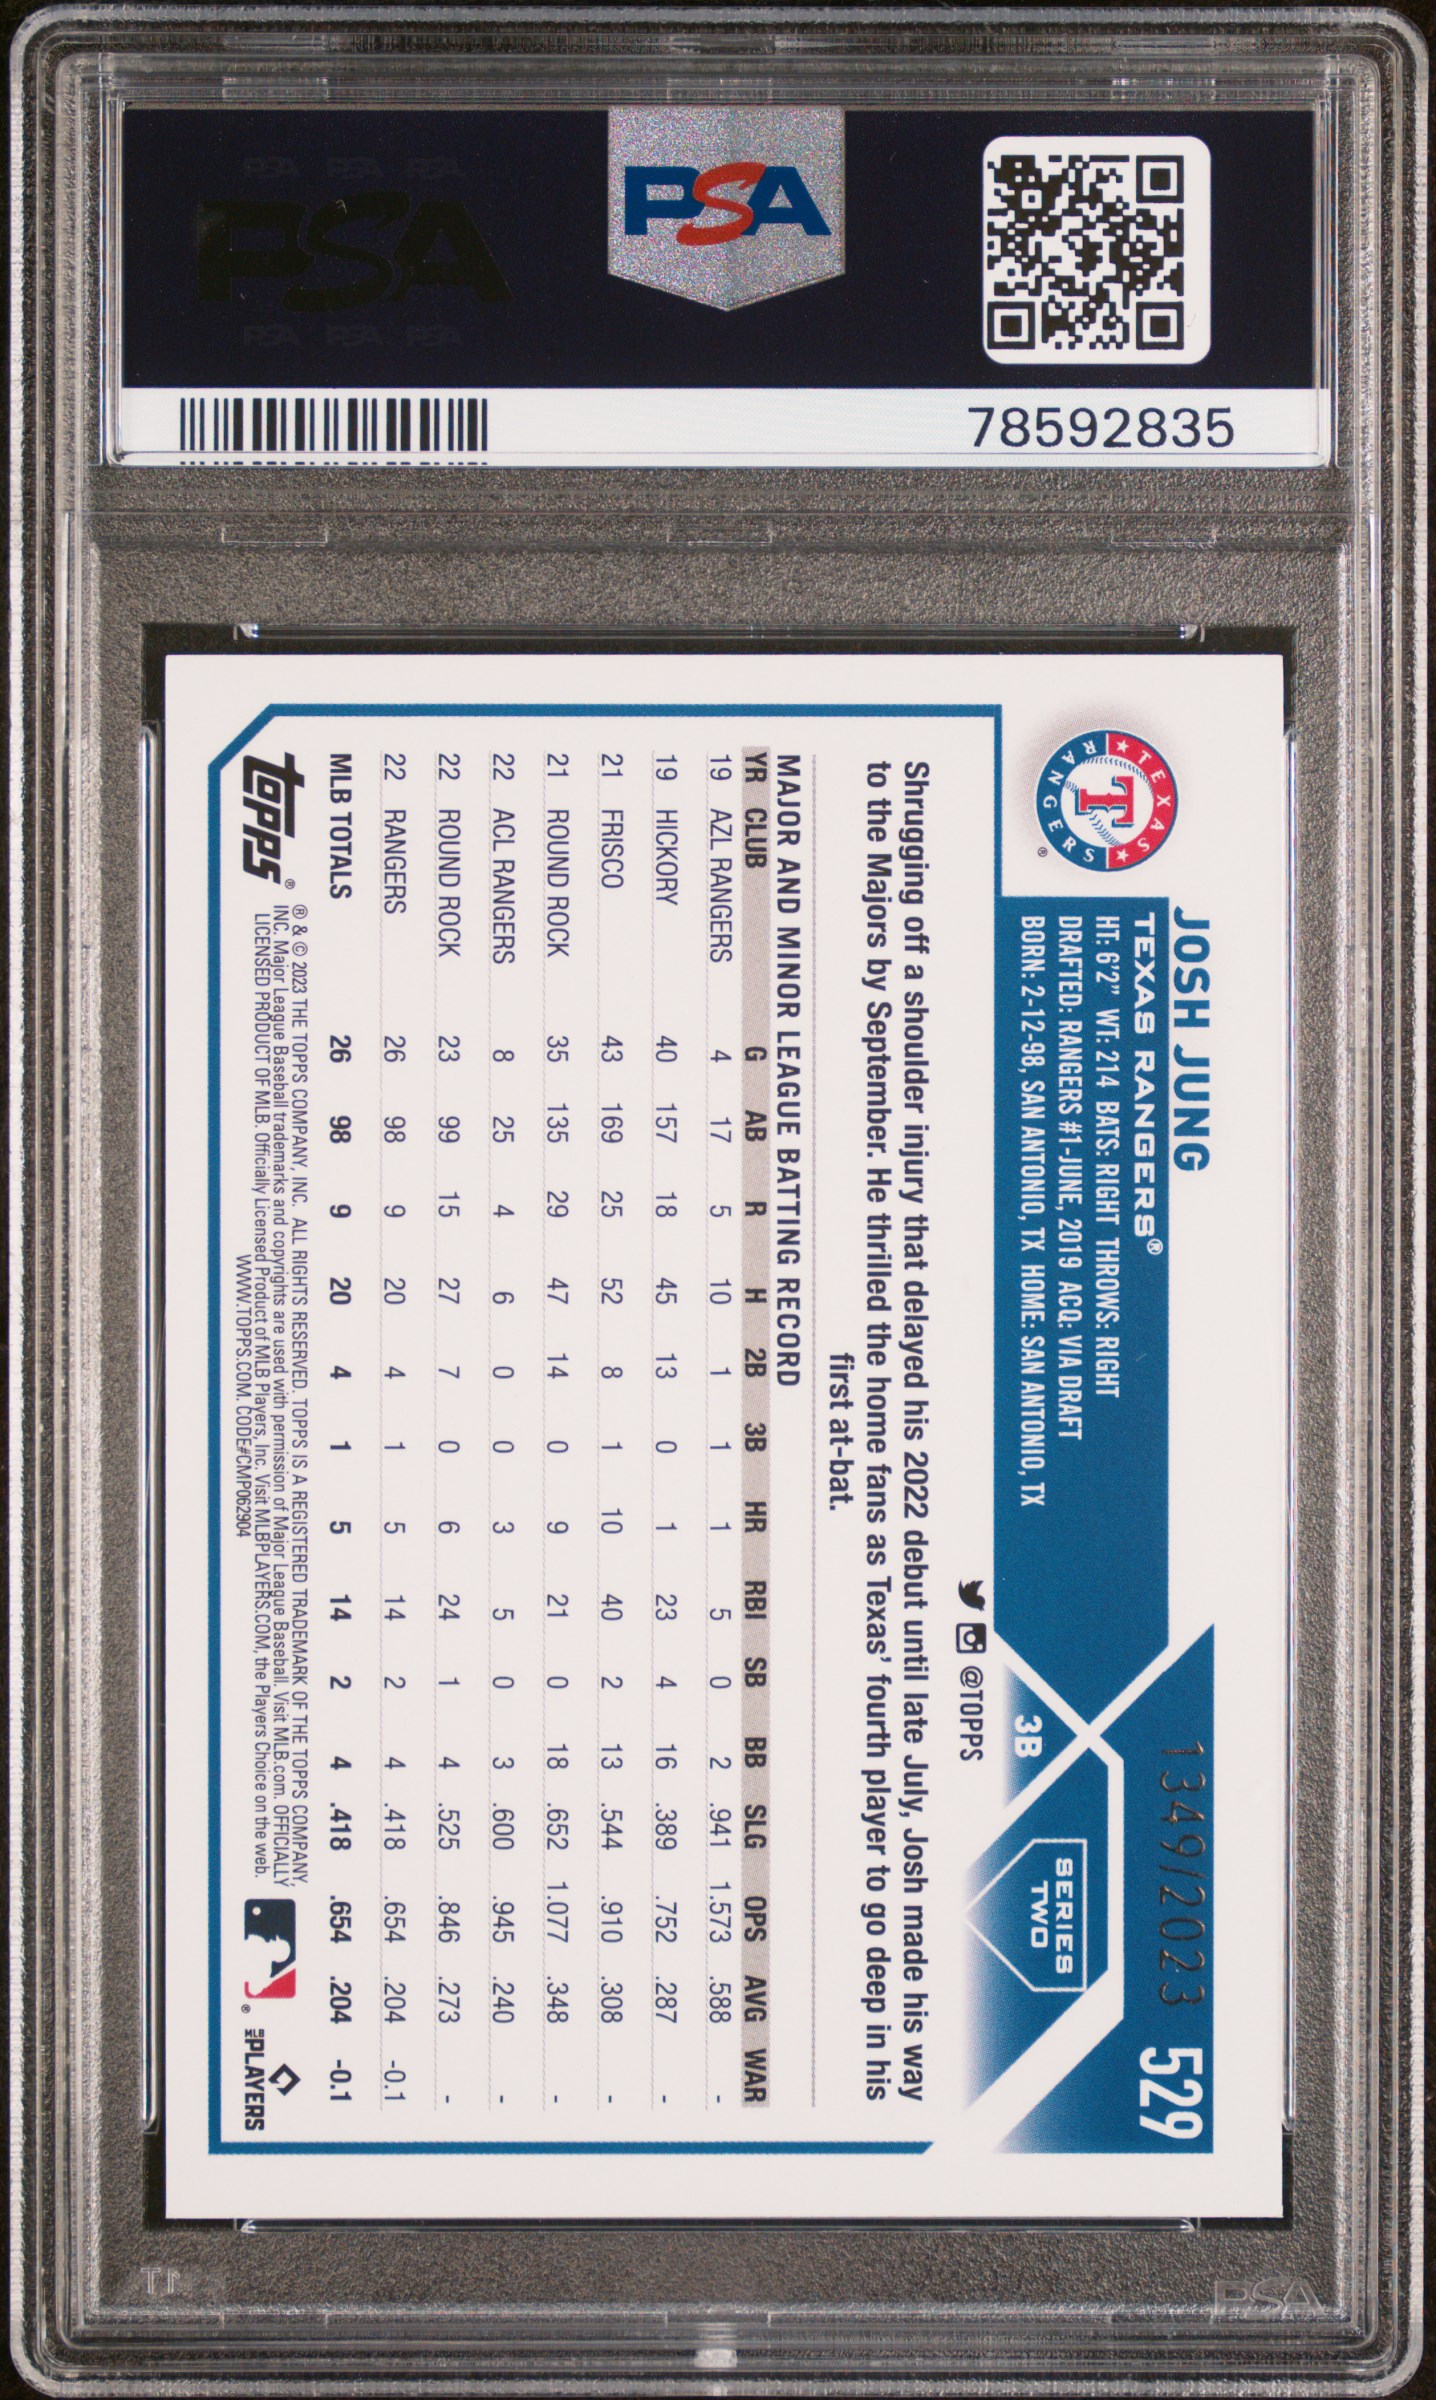 PSA PSA PSA
PSA
PSA PSA PSA
PSA
78592835
JOSH JUNG
1349/2023
529
TEXAS RANGERS®
HT: 6'2" WT: 214 BATS: RIGHT THROWS: RIGHT
DRAFTED: RANGERS #1-JUNE, 2019 ACQ: VIA DRAFT
BORN: 2-12-98, SAN ANTONIO, TX HOME: SAN ANTONIO, TX
TEXAS RANGERS
T
®
3B
SERIES
TWO
@TOPPS
Shrugging off a shoulder injury that delayed his 2022 debut until late July, Josh made his way
to the Majors by September. He thrilled the home fans as Texas' fourth player to go deep in his
first at-bat.
MAJOR AND MINOR LEAGUE BATTING RECORD
YR CLUB G AB R H 2B 3B HR RBI SB BB SLG OPS AVG WAR
19 AZL RANGERS 4 17 5 10 1 1 1 5 0 2 .941 1.573 .588 -
19 HICKORY 40 157 18 45 13 0 1 23 4 16 .389 .752 .287 -
21 FRISCO 43 169 25 52 8 1 10 40 2 13 .544 .910 .308 -
21 ROUND ROCK 35 135 29 47 14 0 9 21 0 18 .652 1.077 .348 -
22 ACL RANGERS 8 25 4 6 0 0 3 5 0 3 .600 .945 .240 -
22 ROUND ROCK 23 99 15 27 7 0 6 24 1 4 .525 .846 .273 -
22 RANGERS 26 98 9 20 4 1 5 14 2 4 .418 .654 .204 -0.1
MLB TOTALS 26 98 9 20 4 1 5 14 2 4 .418 .654 .204 -0.1
topps®
® & © 2023 THE TOPPS COMPANY, INC. ALL RIGHTS RESERVED. TOPPS IS A REGISTERED TRADEMARK OF THE TOPPS COMPANY,
INC. Major League Baseball trademarks and copyrights are used with permission of Major League Baseball. Visit MLB.com. OFFICIALLY
LICENSED PRODUCT OF MLB. Officially Licensed Product of MLB Players, Inc. Visit MLBPLAYERS.COM, the Players Choice on the web.
WWW.TOPPS.COM. CODE#CMP062904
®
MLB PLAYERS
PSA